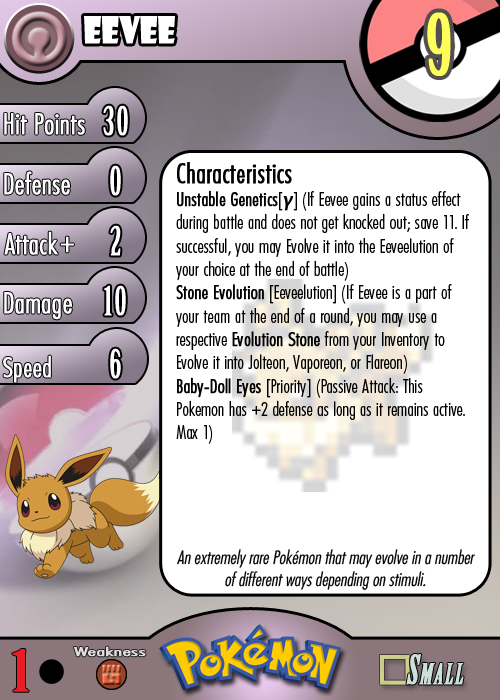 EEVEE
9
Hit Points 30
Defense 0
Attack+ 2
Damage 10
Speed 6
Characteristics
Unstable Genetics[γ] (If Eevee gains a status effect
during battle and does not get knocked out; save 11. If
successful, you may Evolve it into the Eeveelution of
your choice at the end of battle)
Stone Evolution [Eeveelution] (If Eevee is a part of
your team at the end of a round, you may use a
respective Evolution Stone from your Inventory to
Evolve it into Jolteon, Vaporeon, or Flareon)
Baby-Doll Eyes [Priority] (Passive Attack: This
Pokemon has +2 defense as long as it remains active.
Max 1)
An extremely rare Pokémon that may evolve in a number
of different ways depending on stimuli.
1
Weakness
POKéMON
SMALL